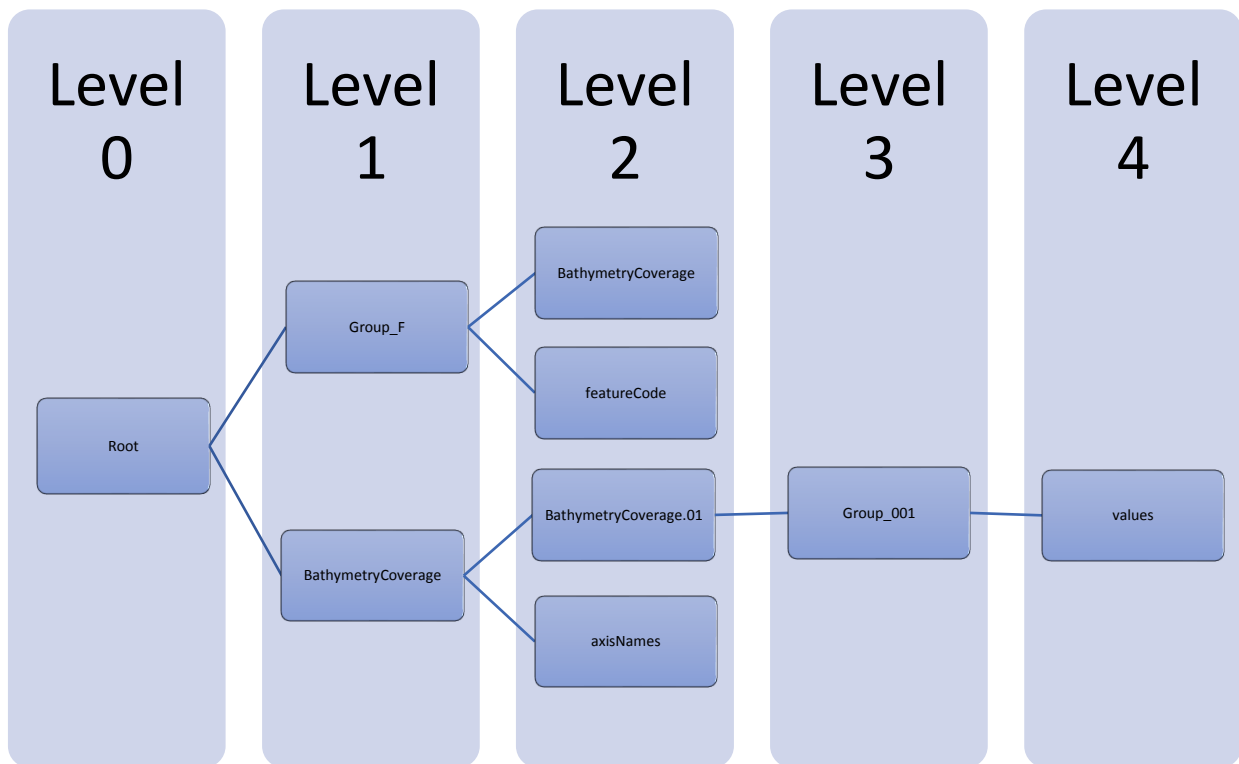 Level
0
Level
1
Level
2
Level
3
Level
4
Root
Group_F
BathymetryCoverage
BathymetryCoverage
featureCode
BathymetryCoverage.01
axisNames
Group_001
values